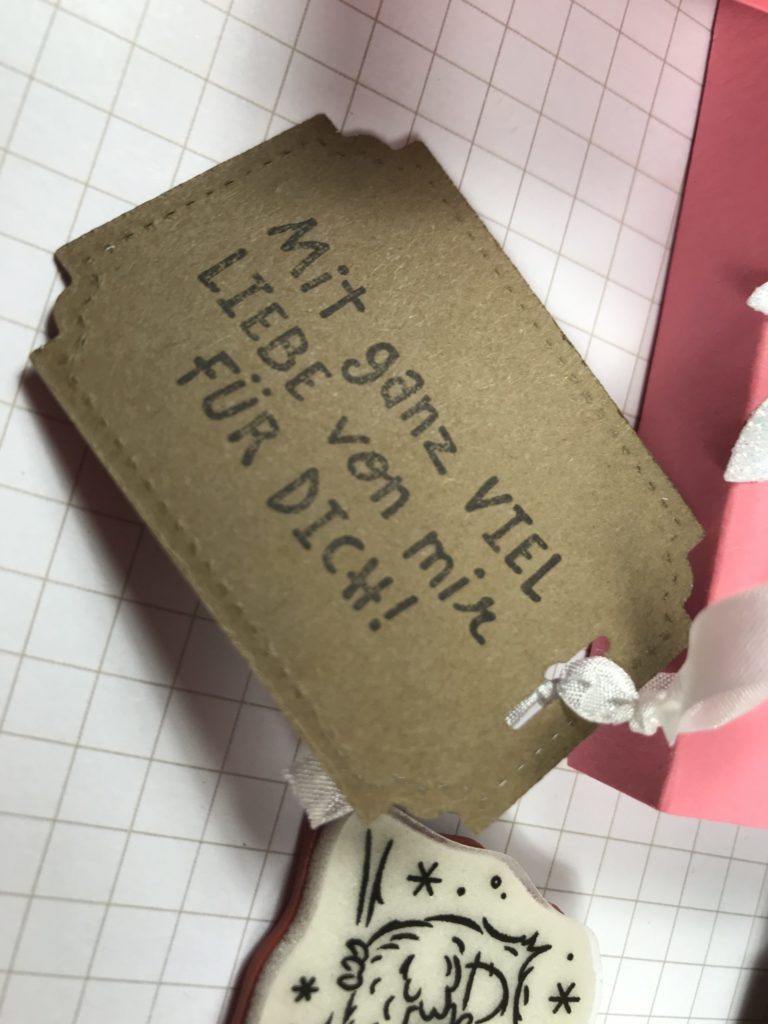 Mit ganz VIEL
LIEBE von mir
FÜR DICH!